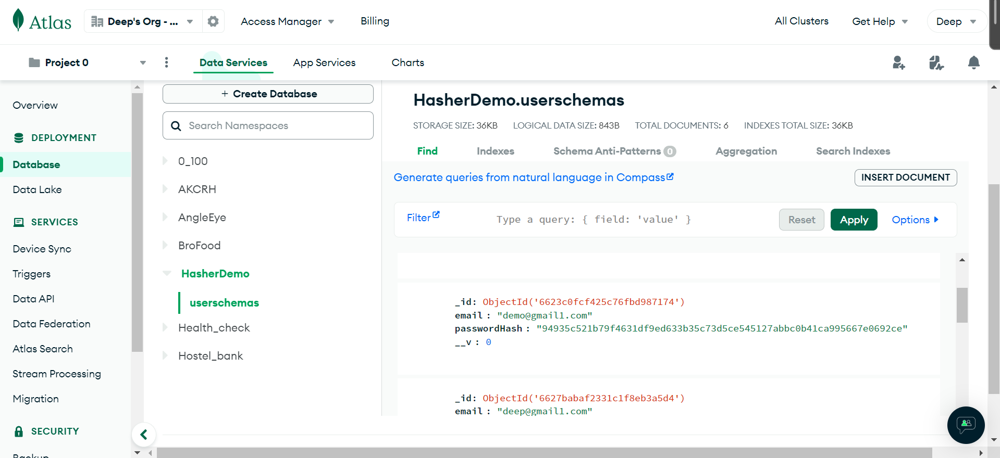 Atlas
Deep's Org - ...
Access Manager
Billing
All Clusters
Get Help
Deep
Project 0
Data Services
App Services
Charts
Overview
DEPLOYMENT
Database
Data Lake
SERVICES
Device Sync
Triggers
Data API
Data Federation
Atlas Search
Stream Processing
Migration
SECURITY
Backup
+ Create Database
Search Namespaces
0_100
AKCRH
AngleEye
BroFood
HasherDemo
userschemas
Health_check
Hostel_bank
HasherDemo.userschemas
STORAGE SIZE: 36KB LOGICAL DATA SIZE: 843B TOTAL DOCUMENTS: 6 INDEXES TOTAL SIZE: 36KB
Find Indexes Schema Anti-Patterns 0 Aggregation Search Indexes
Generate queries from natural language in Compass
INSERT DOCUMENT
Filter
Type a query: { field: 'value' }
Reset
Apply
Options
_id: ObjectId('6623c0fcf425c76fbd987174')
email : "demo@gmail1.com"
passwordHash : "94935c521b79f4631df9ed633b35c73d5ce545127abbc0b41ca995667e0692ce"
__v : 0
_id: ObjectId('6627babaf2331c1f8eb3a5d4')
email : "deep@gmail1.com"